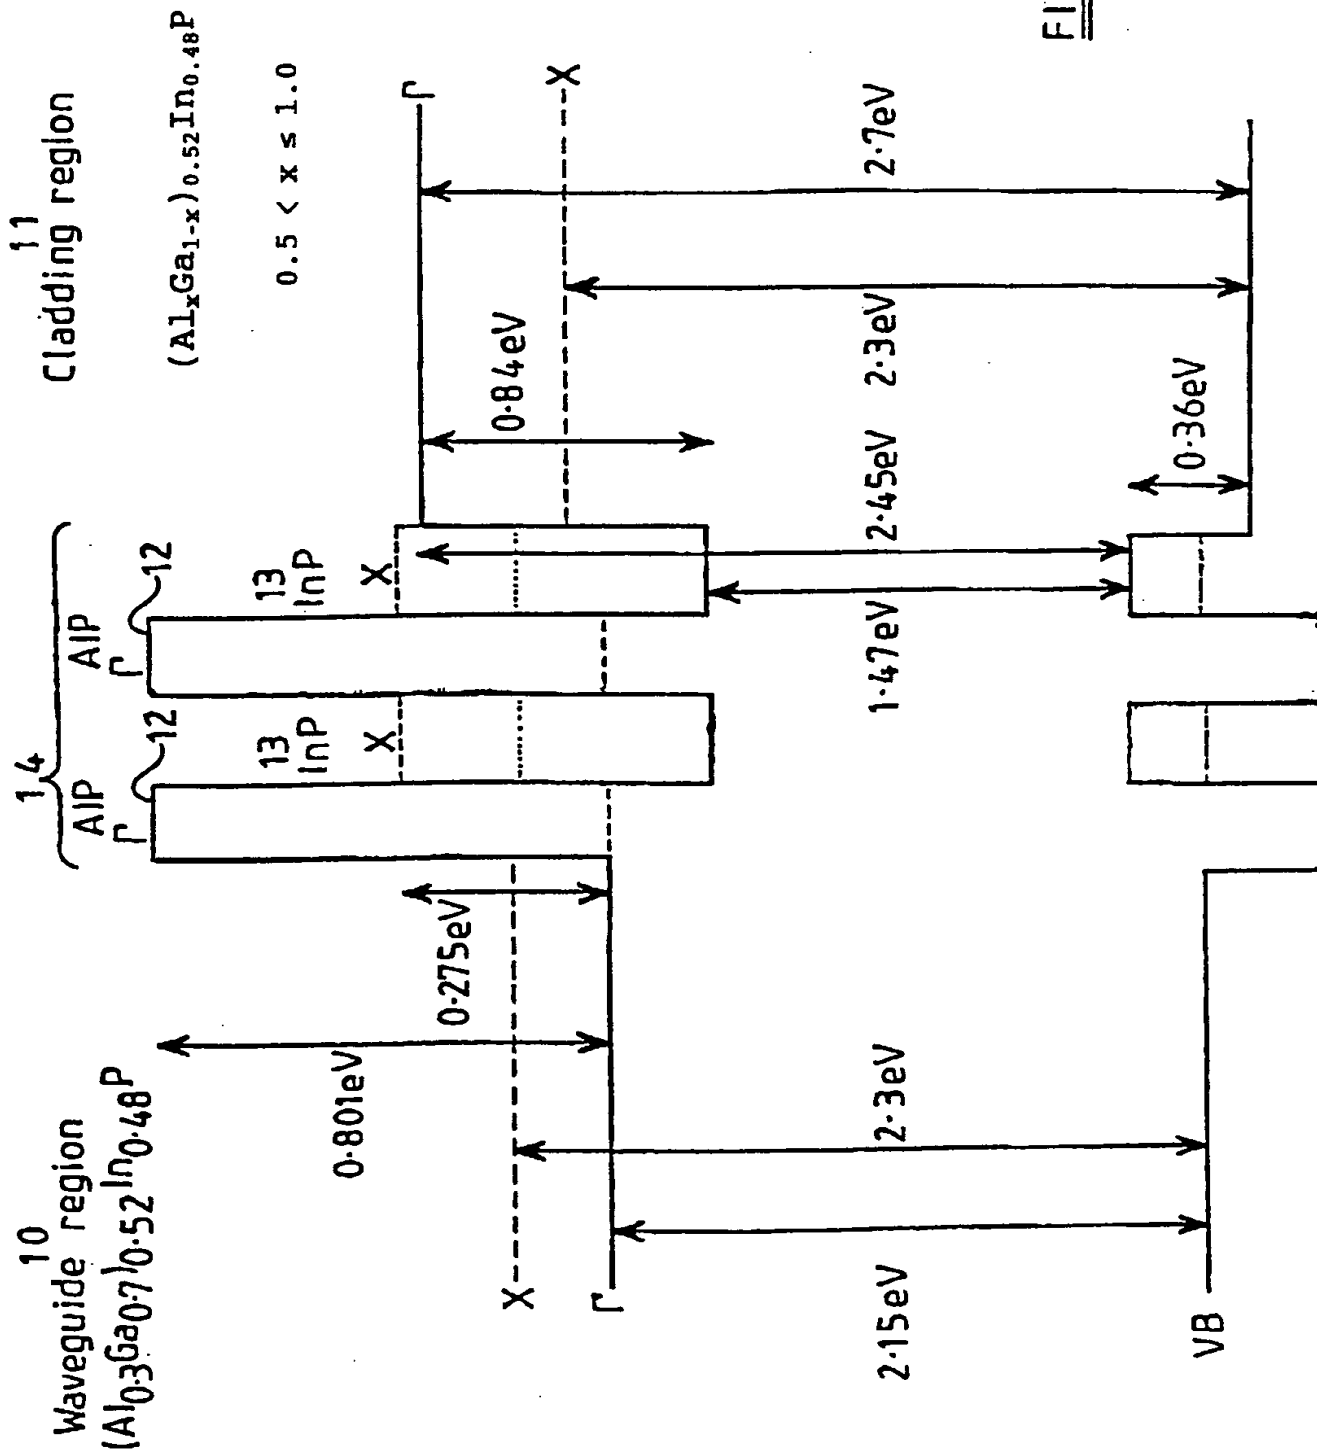 10
Waveguide region
(Al0·3Ga0·7)0·52In0·48P
14
AlP
Γ
12
13
InP
X
AlP
Γ
12
13
InP
X
11
Cladding region
(AlxGa1-x)0.52In0.48P
0.5 < x ≤ 1.0
Γ
X
0·801eV
0·275eV
0·84eV
X
Γ
2·15eV
2·3eV
1·47eV
2·45eV
2·3eV
2·7eV
0·36eV
VB